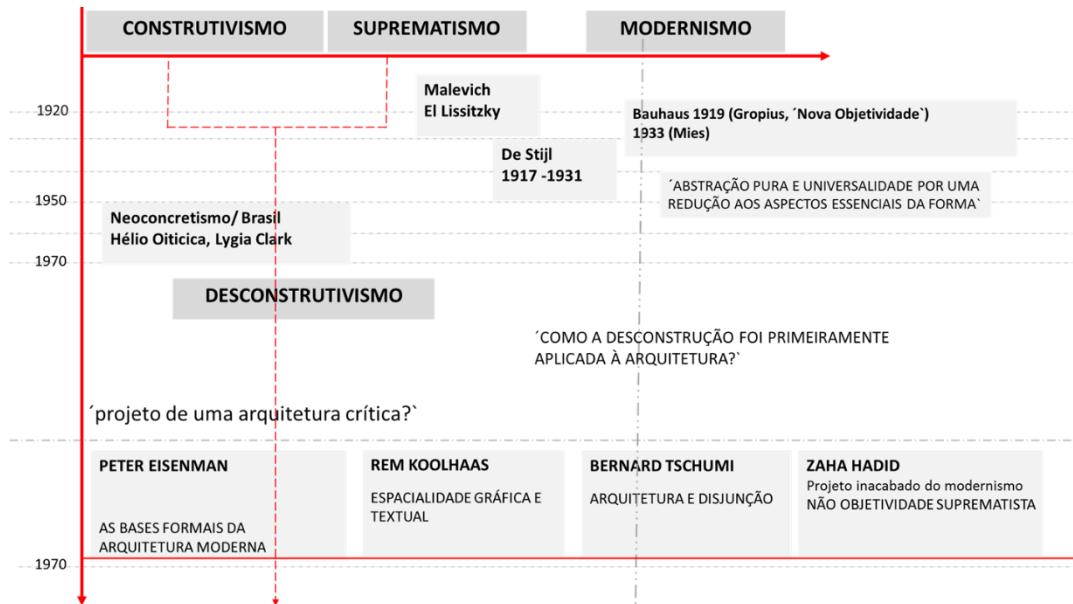 CONSTRUTIVISMO
SUPREMATISMO
MODERNISMO
Malevich
El Lissitzky
1920
Bauhaus 1919 (Gropius, ´Nova Objetividade`)
1933 (Mies)
De Stijl
1917 -1931
´ABSTRAÇÃO PURA E UNIVERSALIDADE POR UMA
REDUÇÃO AOS ASPECTOS ESSENCIAIS DA FORMA`
1950
Neoconcretismo/ Brasil
Hélio Oiticica, Lygia Clark
1970
DESCONSTRUTIVISMO
´COMO A DESCONSTRUÇÃO FOI PRIMEIRAMENTE
APLICADA À ARQUITETURA?`
´projeto de uma arquitetura crítica?`
PETER EISENMAN
AS BASES FORMAIS DA
ARQUITETURA MODERNA
REM KOOLHAAS
ESPACIALIDADE GRÁFICA E
TEXTUAL
BERNARD TSCHUMI
ARQUITETURA E DISJUNÇÃO
ZAHA HADID
Projeto inacabado do modernismo
NÃO OBJETIVIDADE SUPREMATISTA
1970